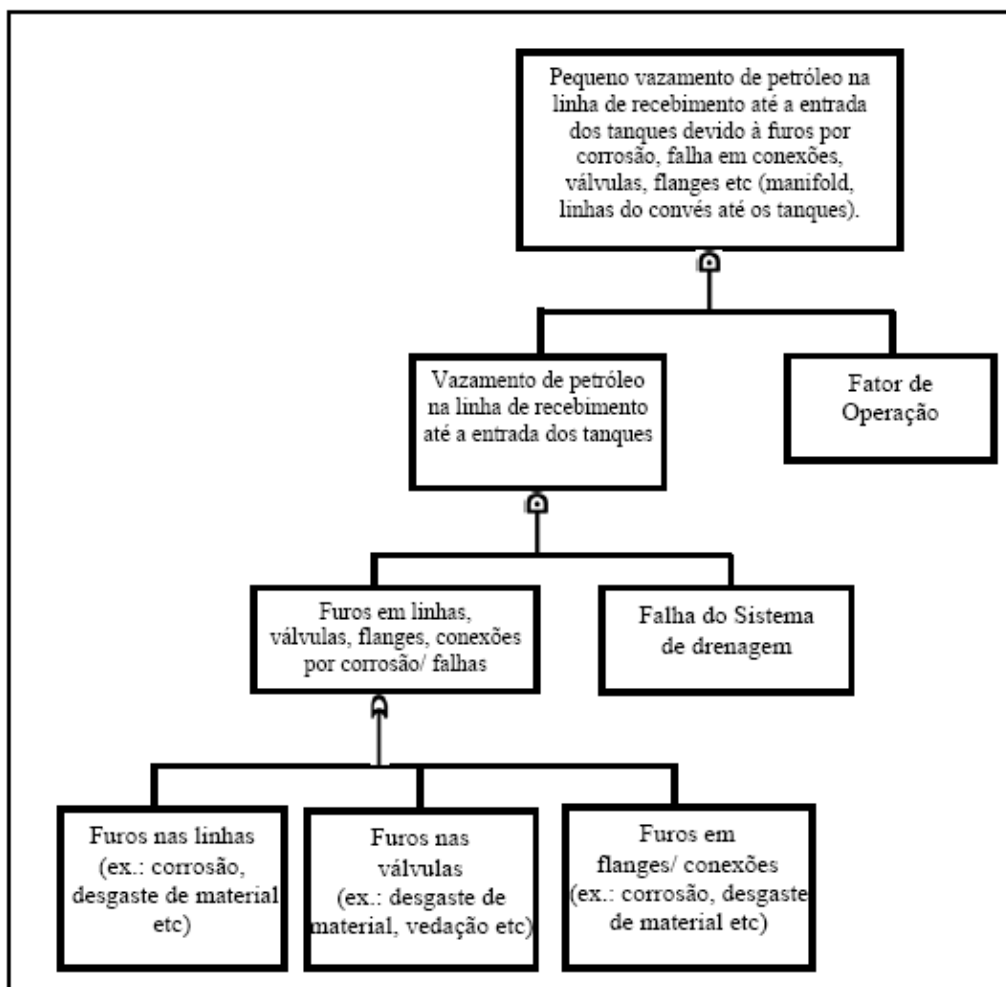 Pequeno vazamento de petróleo na
linha de recebimento até a entrada
dos tanques devido à furos por
corrosão, falha em conexões,
válvulas, flanges etc (manifold,
linhas do convés até os tanques).
Vazamento de petróleo
na linha de recebimento
até a entrada dos tanques
Fator de
Operação
Furos em linhas,
válvulas, flanges, conexões
por corrosão/ falhas
Falha do Sistema
de drenagem
Furos nas linhas
(ex.: corrosão,
desgaste de material
etc)
Furos nas
válvulas
(ex.: desgaste de
material, vedação etc)
Furos em
flanges/ conexões
(ex.: corrosão, desgaste
de material etc)